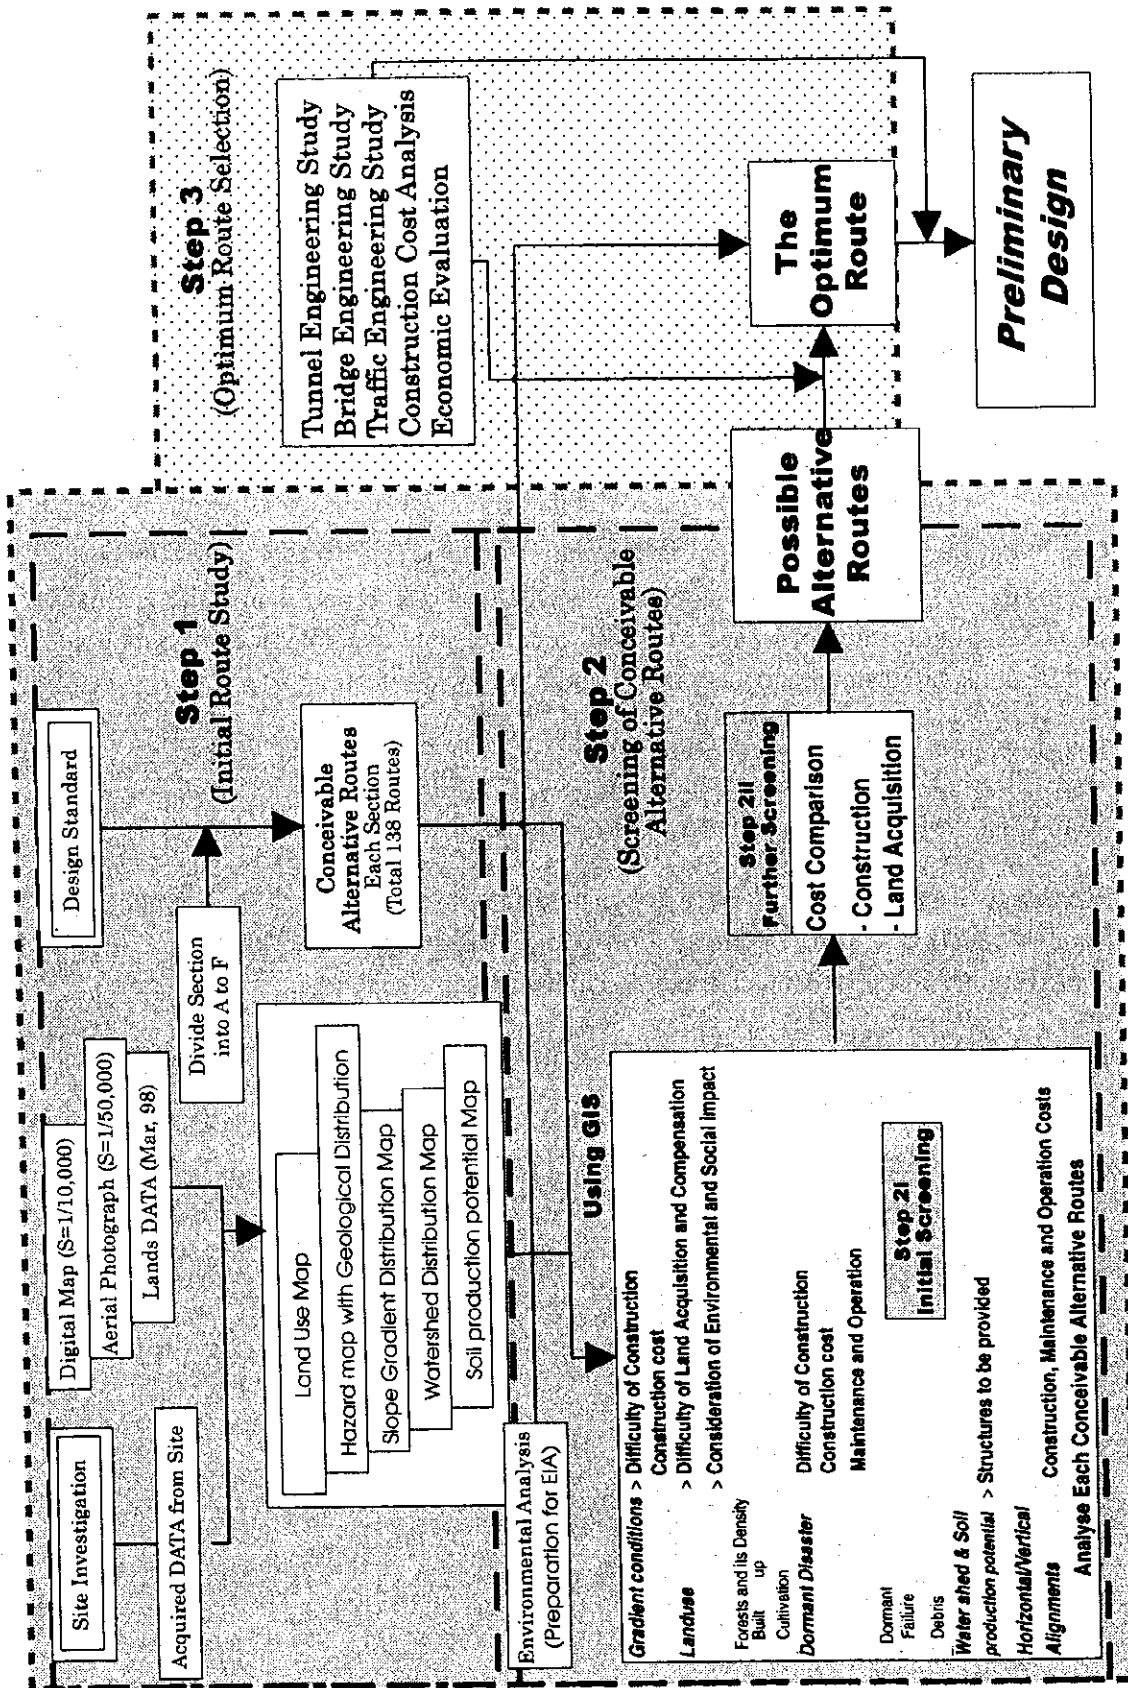 Site Investigation
Acquired DATA from Site
Digital Map (S=1/10,000)
Aerial Photograph (S=1/50,000)
Lands DATA (Mar, 98)
Design Standard
Divide Section
into A to F
Step 1
(Initial Route Study)
Land Use Map
Hazard map with Geological Distribution
Slope Gradient Distribution Map
Watershed Distribution Map
Soil production potential Map
Conceivable
Alternative Routes
Each Section
(Total 138 Routes)
Environmental Analysis
(Preparation for EIA)
Using GIS
Step 2
(Screening of Conceivable
Alternative Routes)
Gradient conditions > Difficulty of Construction
Construction cost
Landuse > Difficulty of Land Acquisition and Compensation
> Consideration of Environmental and Social Impact
Forests and its Density
Built up
Cultivation
Dormant Disaster Difficulty of Construction
Construction cost
Maintenance and Operation
Dormant
Failure
Debris
Step 2i
Initial Screening
Water shed & Soil
production potential > Structures to be provided
Horizontal/Vertical
Alignments Construction, Maintenance and Operation Costs
Analyse Each Conceivable Alternative Routes
Step 2ii
Further Screening
Cost Comparison
- Construction
- Land Acquisition
Possible
Alternative
Routes
Step 3
(Optimum Route Selection)
Tunnel Engineering Study
Bridge Engineering Study
Traffic Engineering Study
Construction Cost Analysis
Economic Evaluation
The
Optimum
Route
Preliminary
Design